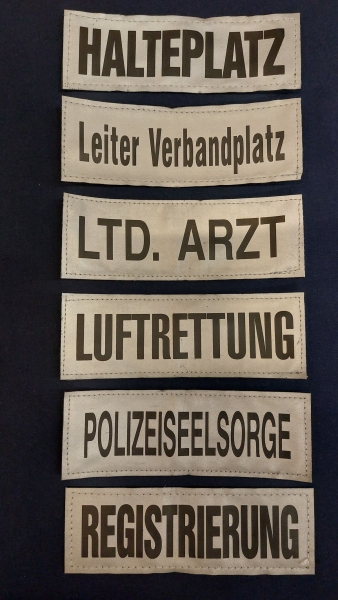 HALTEPLATZ
Leiter Verbandplatz
LTD. ARZT
LUFTRETTUNG
POLIZEISEELSORGE
REGISTRIERUNG